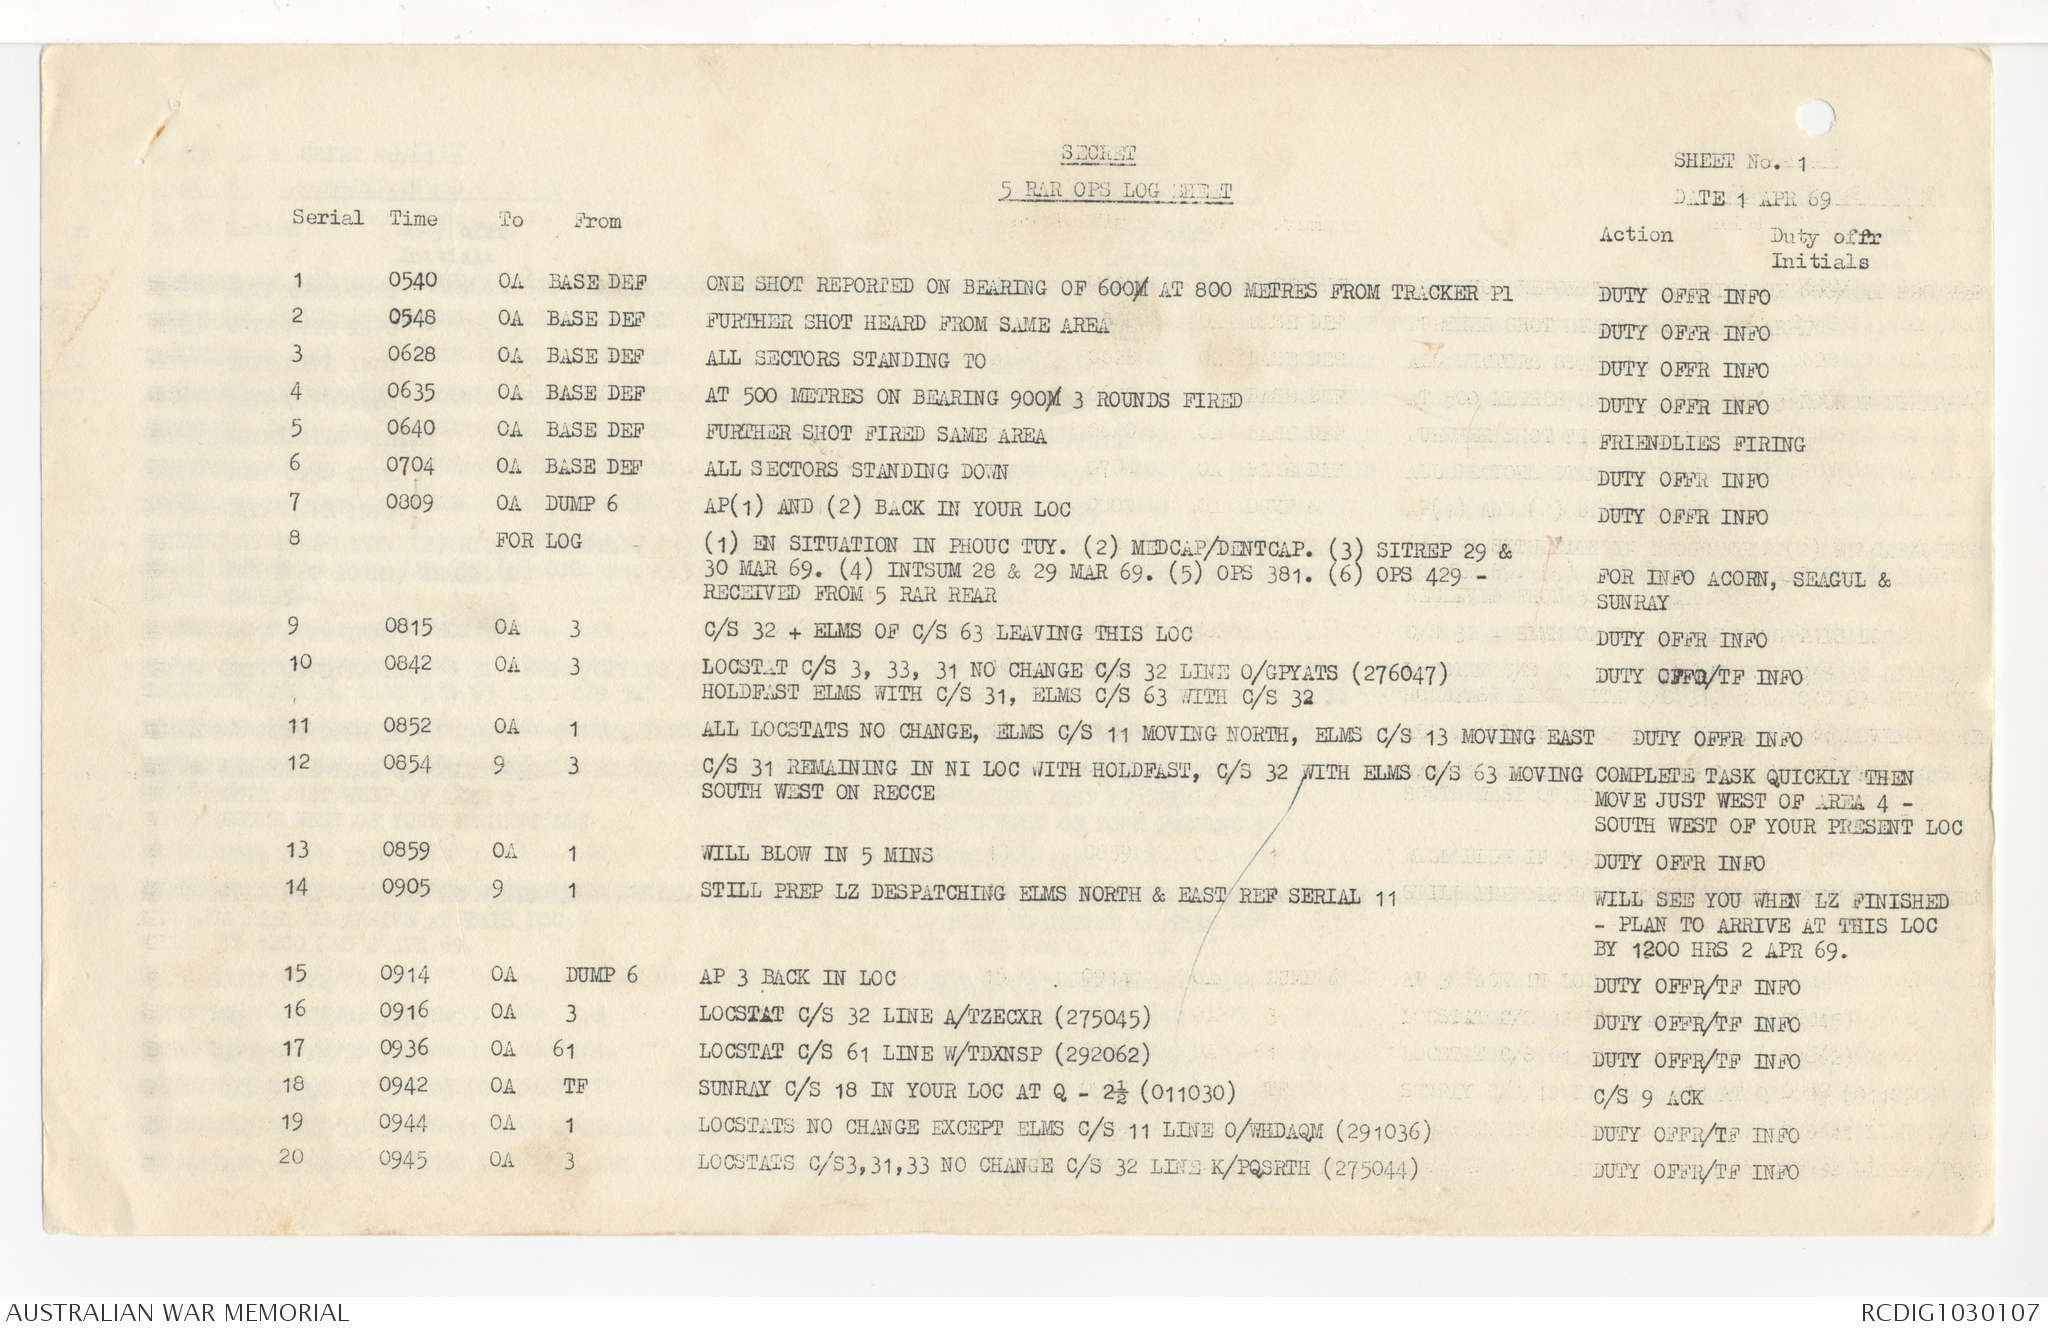 SECRET
SHEET No. 1
5 RAR OPS LOG SHEET
DATE 1 APR 69
Serial Time To From
Action Duty offr
Initials
1 0540 OA BASE DEF ONE SHOT REPORTED ON BEARING OF 600M AT 800 METRES FROM TRACKER P1 DUTY OFFR INFO
2 0548 OA BASE DEF FURTHER SHOT HEARD FROM SAME AREA DUTY OFFR INFO
3 0628 OA BASE DEF ALL SECTORS STANDING TO DUTY OFFR INFO
4 0635 OA BASE DEF AT 500 METRES ON BEARING 900M 3 ROUNDS FIRED DUTY OFFR INFO
5 0640 OA BASE DEF FURTHER SHOT FIRED SAME AREA FRIENDLIES FIRING
6 0704 OA BASE DEF ALL SECTORS STANDING DOWN DUTY OFFR INFO
7 0809 OA DUMP 6 AP(1) AND (2) BACK IN YOUR LOC DUTY OFFR INFO
8 FOR LOG (1) EN SITUATION IN PHOUC TUY. (2) MEDCAP/DENTCAP. (3) SITREP 29 &
30 MAR 69. (4) INTSUM 28 & 29 MAR 69. (5) OPS 381. (6) OPS 429 - FOR INFO ACORN, SEAGUL &
RECEIVED FROM 5 RAR REAR SUNRAY
9 0815 OA 3 C/S 32 + ELMS OF C/S 63 LEAVING THIS LOC DUTY OFFR INFO
10 0842 OA 3 LOCSTAT C/S 3, 33, 31 NO CHANGE C/S 32 LINE O/GPYATS (276047) DUTY OFFR/TF INFO
HOLDFAST ELMS WITH C/S 31, ELMS C/S 63 WITH C/S 32
11 0852 OA 1 ALL LOCSTATS NO CHANGE, ELMS C/S 11 MOVING NORTH, ELMS C/S 13 MOVING EAST DUTY OFFR INFO
12 0854 9 3 C/S 31 REMAINING IN NI LOC WITH HOLDFAST, C/S 32 WITH ELMS C/S 63 MOVING COMPLETE TASK QUICKLY THEN
SOUTH WEST ON RECCE MOVE JUST WEST OF AREA 4 -
SOUTH WEST OF YOUR PRESENT LOC
13 0859 OA 1 WILL BLOW IN 5 MINS DUTY OFFR INFO
14 0905 9 1 STILL PREP LZ DESPATCHING ELMS NORTH & EAST REF SERIAL 11 WILL SEE YOU WHEN LZ FINISHED
- PLAN TO ARRIVE AT THIS LOC
BY 1200 HRS 2 APR 69.
15 0914 OA DUMP 6 AP 3 BACK IN LOC DUTY OFFR/TF INFO
16 0916 OA 3 LOCSTAT C/S 32 LINE A/TZECXR (275045) DUTY OFFR/TF INFO
17 0936 OA 61 LOCSTAT C/S 61 LINE W/TDXNSP (292062) DUTY OFFR/TF INFO
18 0942 OA TF SUNRAY C/S 18 IN YOUR LOC AT Q - 2½ (011030) C/S 9 ACK
19 0944 OA 1 LOCSTATS NO CHANGE EXCEPT ELMS C/S 11 LINE O/WHDAQM (291036) DUTY OFFR/TF INFO
20 0945 OA 3 LOCSTATS C/S3,31,33 NO CHANGE C/S 32 LINE K/PQSRTH (275044) DUTY OFFR/TF INFO
AUSTRALIAN WAR MEMORIAL
RCDIG1030107